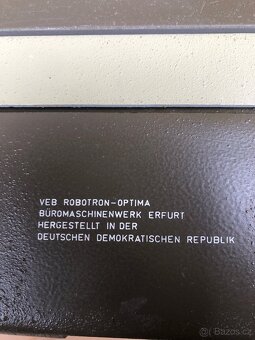 VEB ROBOTRON-OPTIMA
BÜROMASCHINENWERK ERFURT
HERGESTELLT IN DER
DEUTSCHEN DEMOKRATISCHEN REPUBLIK
Bazos.cz